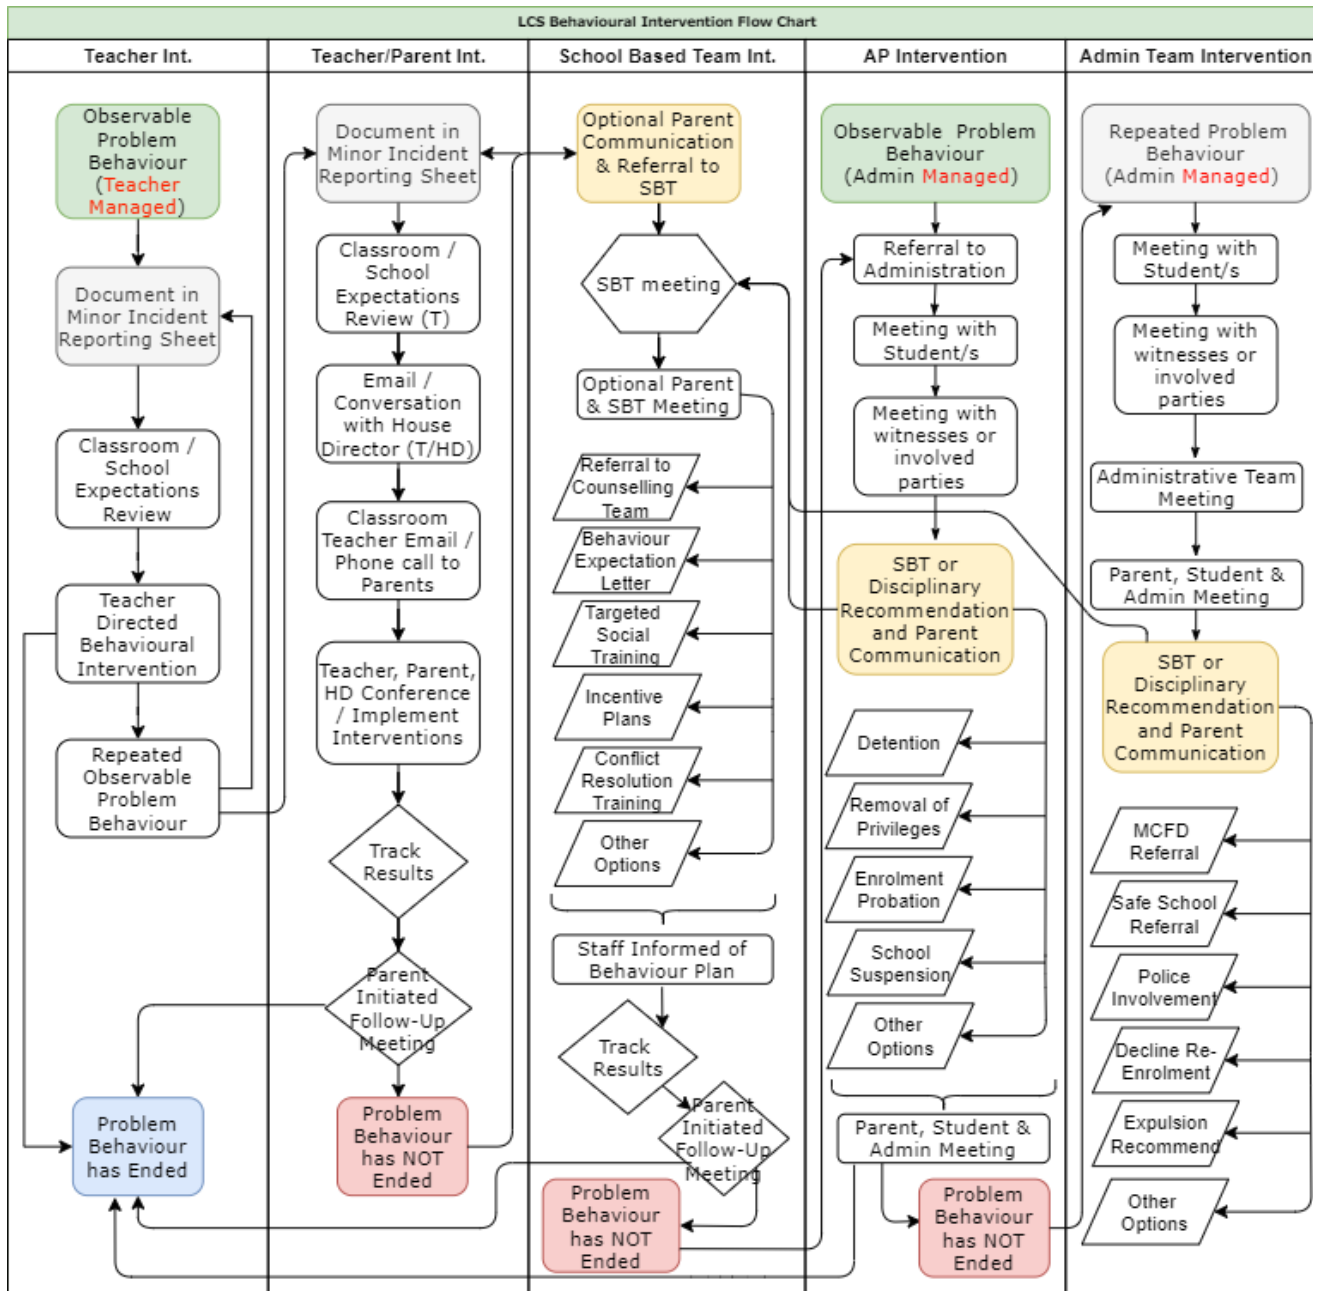 LCS Behavioural Intervention Flow Chart
Teacher Int.
Teacher/Parent Int.
School Based Team Int.
AP Intervention
Admin Team Intervention
Observable
Problem
Behaviour
(Teacher
Managed)
Document in
Minor Incident
Reporting Sheet
Classroom /
School
Expectations
Review
Teacher
Directed
Behavioural
Intervention
Repeated
Observable
Problem
Behaviour
Problem
Behaviour
has Ended
Document in
Minor Incident
Reporting Sheet
Classroom /
School
Expectations
Review (T)
Email /
Conversation
with House
Director (T/HD)
Classroom
Teacher Email /
Phone call to
Parents
Teacher, Parent,
HD Conference
/ Implement
Interventions
Track
Results
Parent
Initiated
Follow-Up
Meeting
Problem
Behaviour
has NOT
Ended
Optional Parent
Communication
& Referral to
SBT
SBT meeting
Optional Parent
& SBT Meeting
Referral to
Counselling
Team
Behaviour
Expectation
Letter
Targeted
Social
Training
Incentive
Plans
Conflict
Resolution
Training
Other
Options
Staff Informed of
Behaviour Plan
Track
Results
Parent
Initiated
Follow-Up
Meeting
Problem
Behaviour
has NOT
Ended
Observable Problem
Behaviour
(Admin Managed)
Referral to
Administration
Meeting with
Student/s
Meeting with
witnesses or
involved
parties
SBT or
Disciplinary
Recommendation
and Parent
Communication
Detention
Removal of
Privileges
Enrolment
Probation
School
Suspension
Other
Options
Parent, Student &
Admin Meeting
Problem
Behaviour
has NOT
Ended
Repeated Problem
Behaviour
(Admin Managed)
Meeting with
Student/s
Meeting with
witnesses or
involved
parties
Administrative Team
Meeting
Parent, Student &
Admin Meeting
SBT or
Disciplinary
Recommendation
and Parent
Communication
MCFD
Referral
Safe School
Referral
Police
Involvement
Decline Re-
Enrolment
Expulsion
Recommend
Other
Options